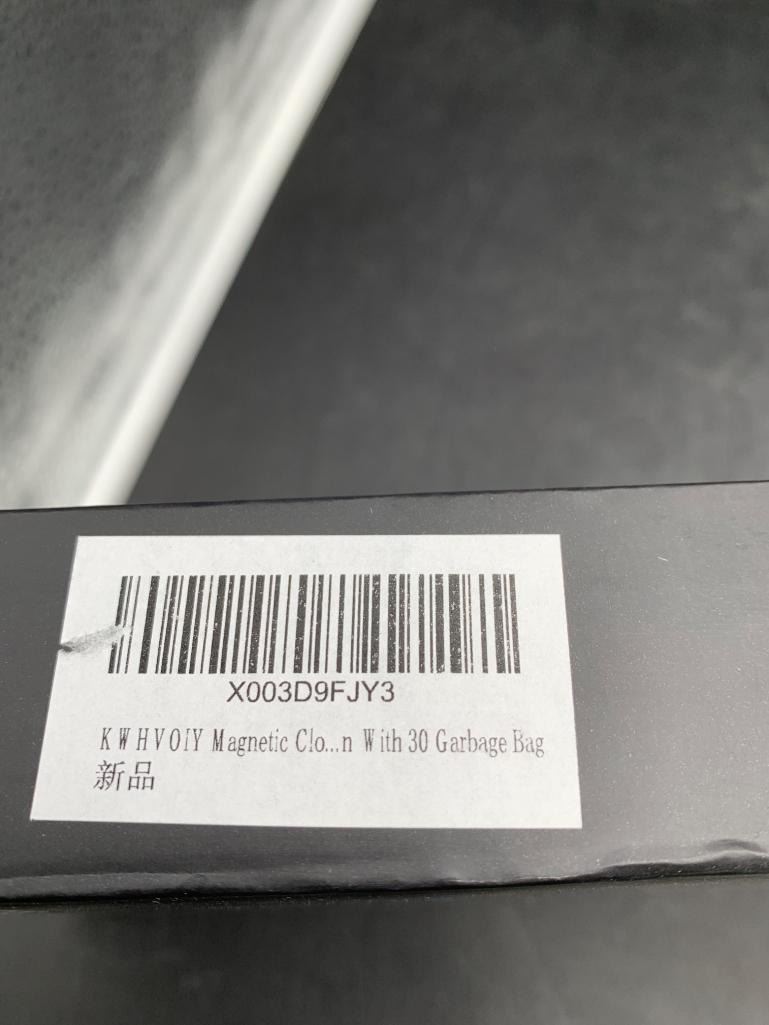 X003D9FJY3
KWHVOIY Magnetic Clo...n With 30 Garbage Bag
新品